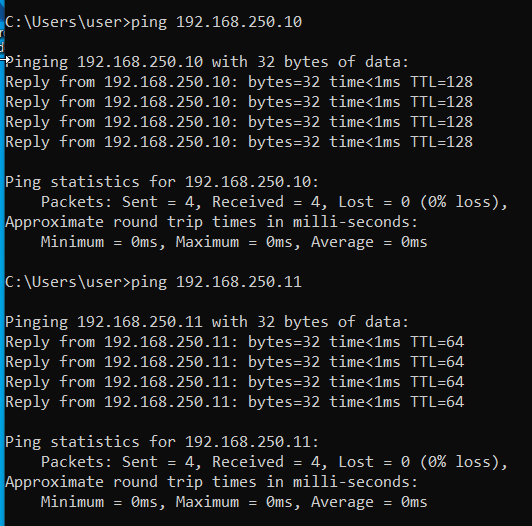 C:\Users\user>ping 192.168.250.10
Pinging 192.168.250.10 with 32 bytes of data:
Reply from 192.168.250.10: bytes=32 time<1ms TTL=128
Reply from 192.168.250.10: bytes=32 time<1ms TTL=128
Reply from 192.168.250.10: bytes=32 time<1ms TTL=128
Reply from 192.168.250.10: bytes=32 time<1ms TTL=128
Ping statistics for 192.168.250.10:
Packets: Sent = 4, Received = 4, Lost = 0 (0% loss),
Approximate round trip times in milli-seconds:
Minimum = 0ms, Maximum = 0ms, Average = 0ms
C:\Users\user>ping 192.168.250.11
Pinging 192.168.250.11 with 32 bytes of data:
Reply from 192.168.250.11: bytes=32 time<1ms TTL=64
Reply from 192.168.250.11: bytes=32 time<1ms TTL=64
Reply from 192.168.250.11: bytes=32 time<1ms TTL=64
Reply from 192.168.250.11: bytes=32 time<1ms TTL=64
Ping statistics for 192.168.250.11:
Packets: Sent = 4, Received = 4, Lost = 0 (0% loss),
Approximate round trip times in milli-seconds:
Minimum = 0ms, Maximum = 0ms, Average = 0ms